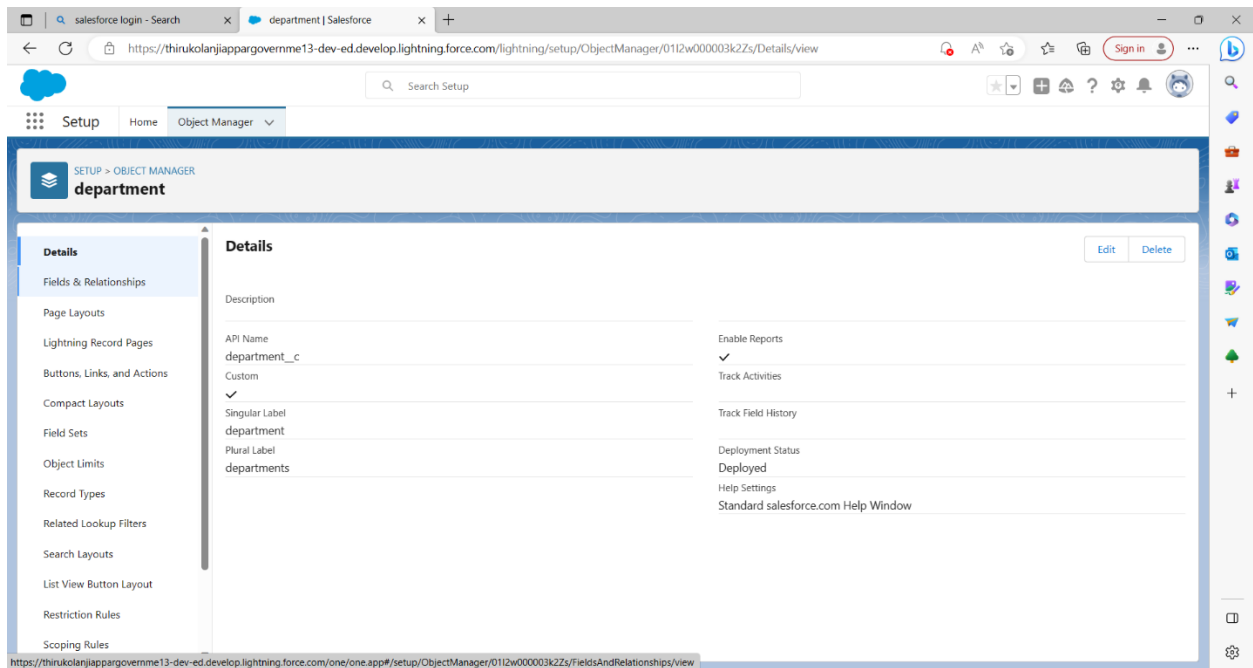 salesforce login - Search
department | Salesforce
https://thirukolanjiappargovernme13-dev-ed.develop.lightning.force.com/lightning/setup/ObjectManager/01I2w000003k2Zs/Details/view
Sign in
Search Setup
Setup
Home
Object Manager
SETUP > OBJECT MANAGER
department
Details
Fields & Relationships
Page Layouts
Lightning Record Pages
Buttons, Links, and Actions
Compact Layouts
Field Sets
Object Limits
Record Types
Related Lookup Filters
Search Layouts
List View Button Layout
Restriction Rules
Scoping Rules
Details
Edit
Delete
Description
API Name
department__c
Custom
Singular Label
department
Plural Label
departments
Enable Reports
Track Activities
Track Field History
Deployment Status
Deployed
Help Settings
Standard salesforce.com Help Window
https://thirukolanjiappargovernme13-dev-ed.develop.lightning.force.com/one/one.app#/setup/ObjectManager/01I2w000003k2Zs/FieldsAndRelationships/view